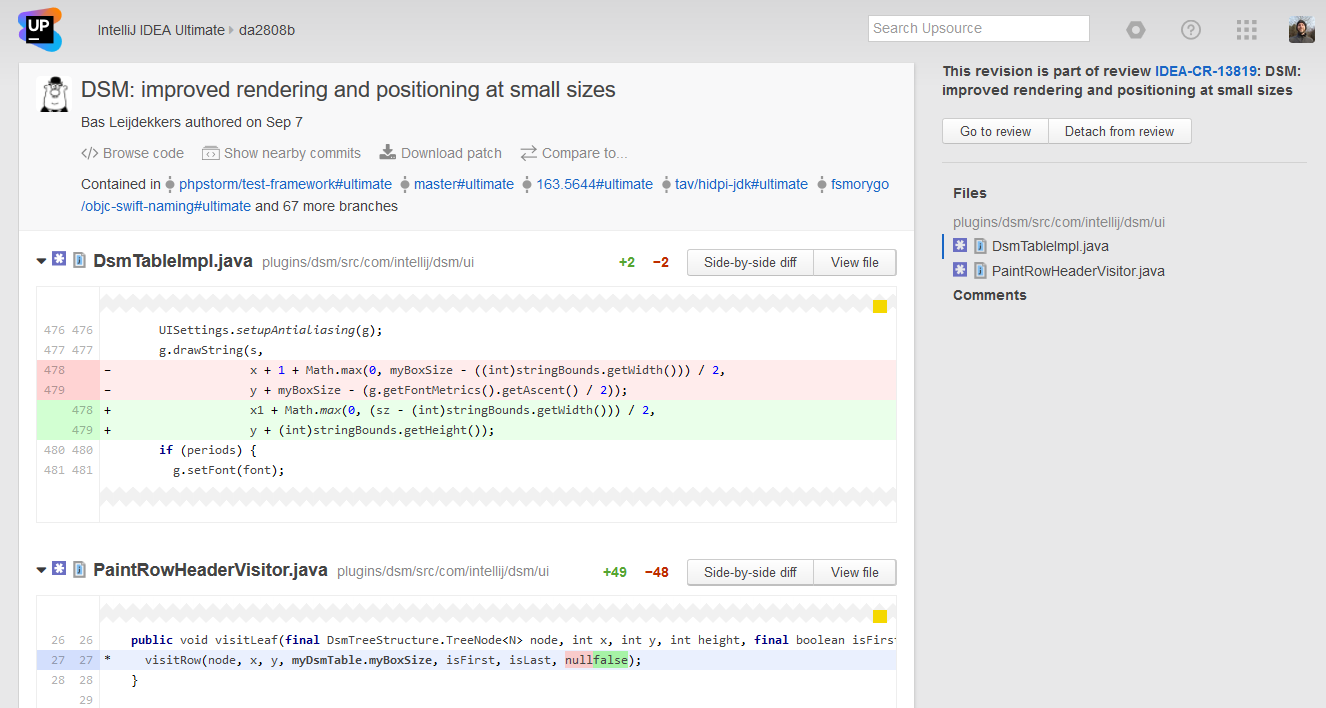 UP
IntelliJ IDEA Ultimate da2808b
Search Upsource
DSM: improved rendering and positioning at small sizes
Bas Leijdekkers authored on Sep 7
</> Browse code Show nearby commits Download patch Compare to...
Contained in phpstorm/test-framework#ultimate master#ultimate 163.5644#ultimate tav/hidpi-jdk#ultimate fsmorygo
/objc-swift-naming#ultimate and 67 more branches
DsmTableImpl.java plugins/dsm/src/com/intellij/dsm/ui +2 −2 Side-by-side diff View file
476 476 UISettings.setupAntialiasing(g);
477 477 g.drawString(s,
478 - x + 1 + Math.max(0, myBoxSize - ((int)stringBounds.getWidth())) / 2,
479 - y + myBoxSize - (g.getFontMetrics().getAscent() / 2));
478 + x1 + Math.max(0, (sz - (int)stringBounds.getWidth())) / 2,
479 + y + (int)stringBounds.getHeight());
480 480 if (periods) {
481 481 g.setFont(font);
PaintRowHeaderVisitor.java plugins/dsm/src/com/intellij/dsm/ui +49 −48 Side-by-side diff View file
26 26 public void visitLeaf(final DsmTreeStructure.TreeNode<N> node, int x, int y, int height, final boolean isFirs
27 27 * visitRow(node, x, y, myDsmTable.myBoxSize, isFirst, isLast, nullfalse);
28 28 }
29
This revision is part of review IDEA-CR-13819: DSM:
improved rendering and positioning at small sizes
Go to review Detach from review
Files
plugins/dsm/src/com/intellij/dsm/ui
DsmTableImpl.java
PaintRowHeaderVisitor.java
Comments